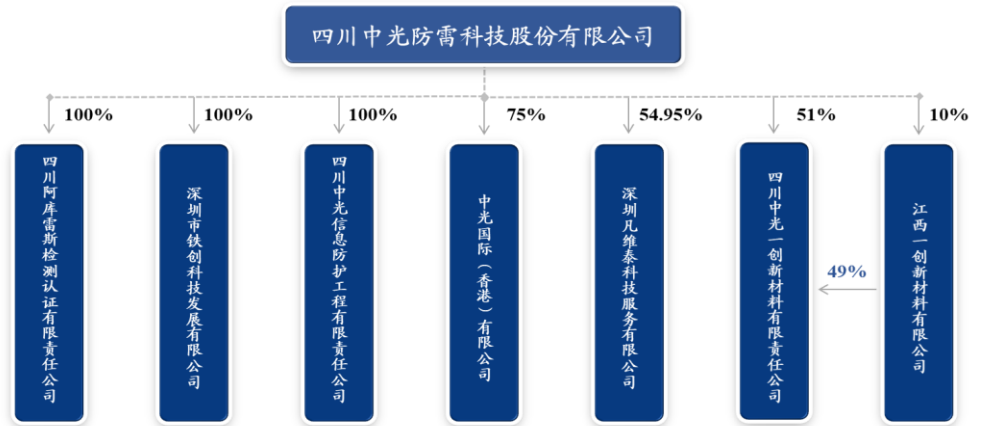 四川中光防雷科技股份有限公司
100%
100%
100%
75%
54.95%
51%
10%
四川阿库雷斯检测认证有限责任公司
深圳市铁创科技发展有限公司
四川中光信息防护工程有限责任公司
中光国际（香港）有限公司
深圳凡维泰科技服务有限公司
四川中光一创新材料有限责任公司
49%
江西一创新材料有限公司